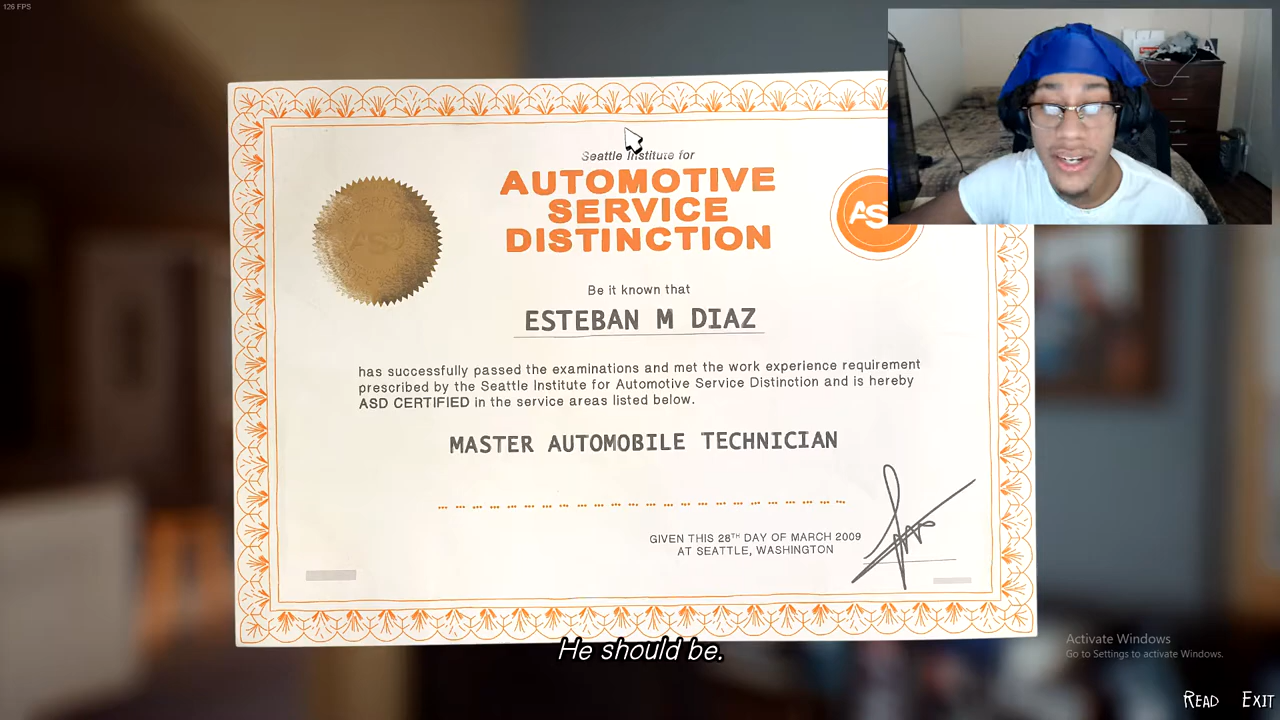 126 FPS
Seattle Institute for
AUTOMOTIVE
SERVICE
DISTINCTION
ASD
Be it known that
ESTEBAN M DIAZ
has successfully passed the examinations and met the work experience requirement
prescribed by the Seattle Institute for Automotive Service Distinction and is hereby
ASD CERTIFIED in the service areas listed below.
MASTER AUTOMOBILE TECHNICIAN
GIVEN THIS 28TH DAY OF MARCH 2009
AT SEATTLE, WASHINGTON
He should be.
Activate Windows
Go to Settings to activate Windows.
READ EXIT